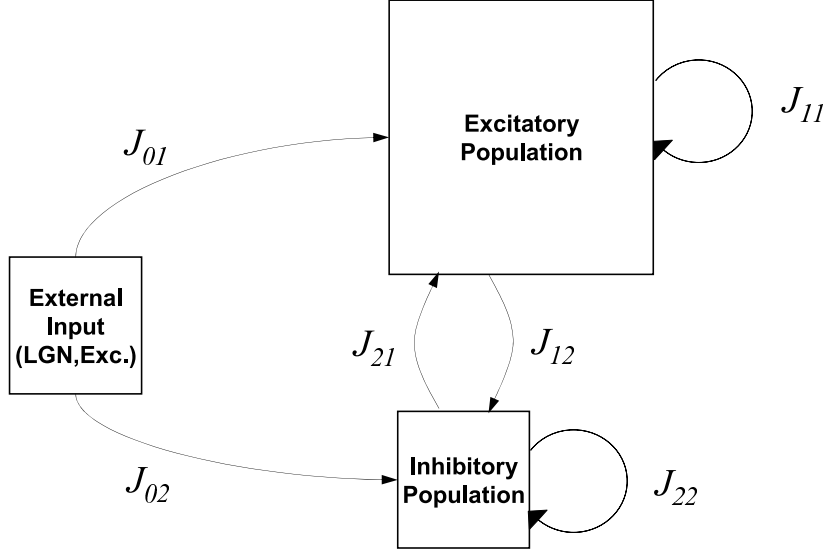 Excitatory
Population
J11
J01
External
Input
(LGN,Exc.)
J21
J12
Inhibitory
Population
J02
J22